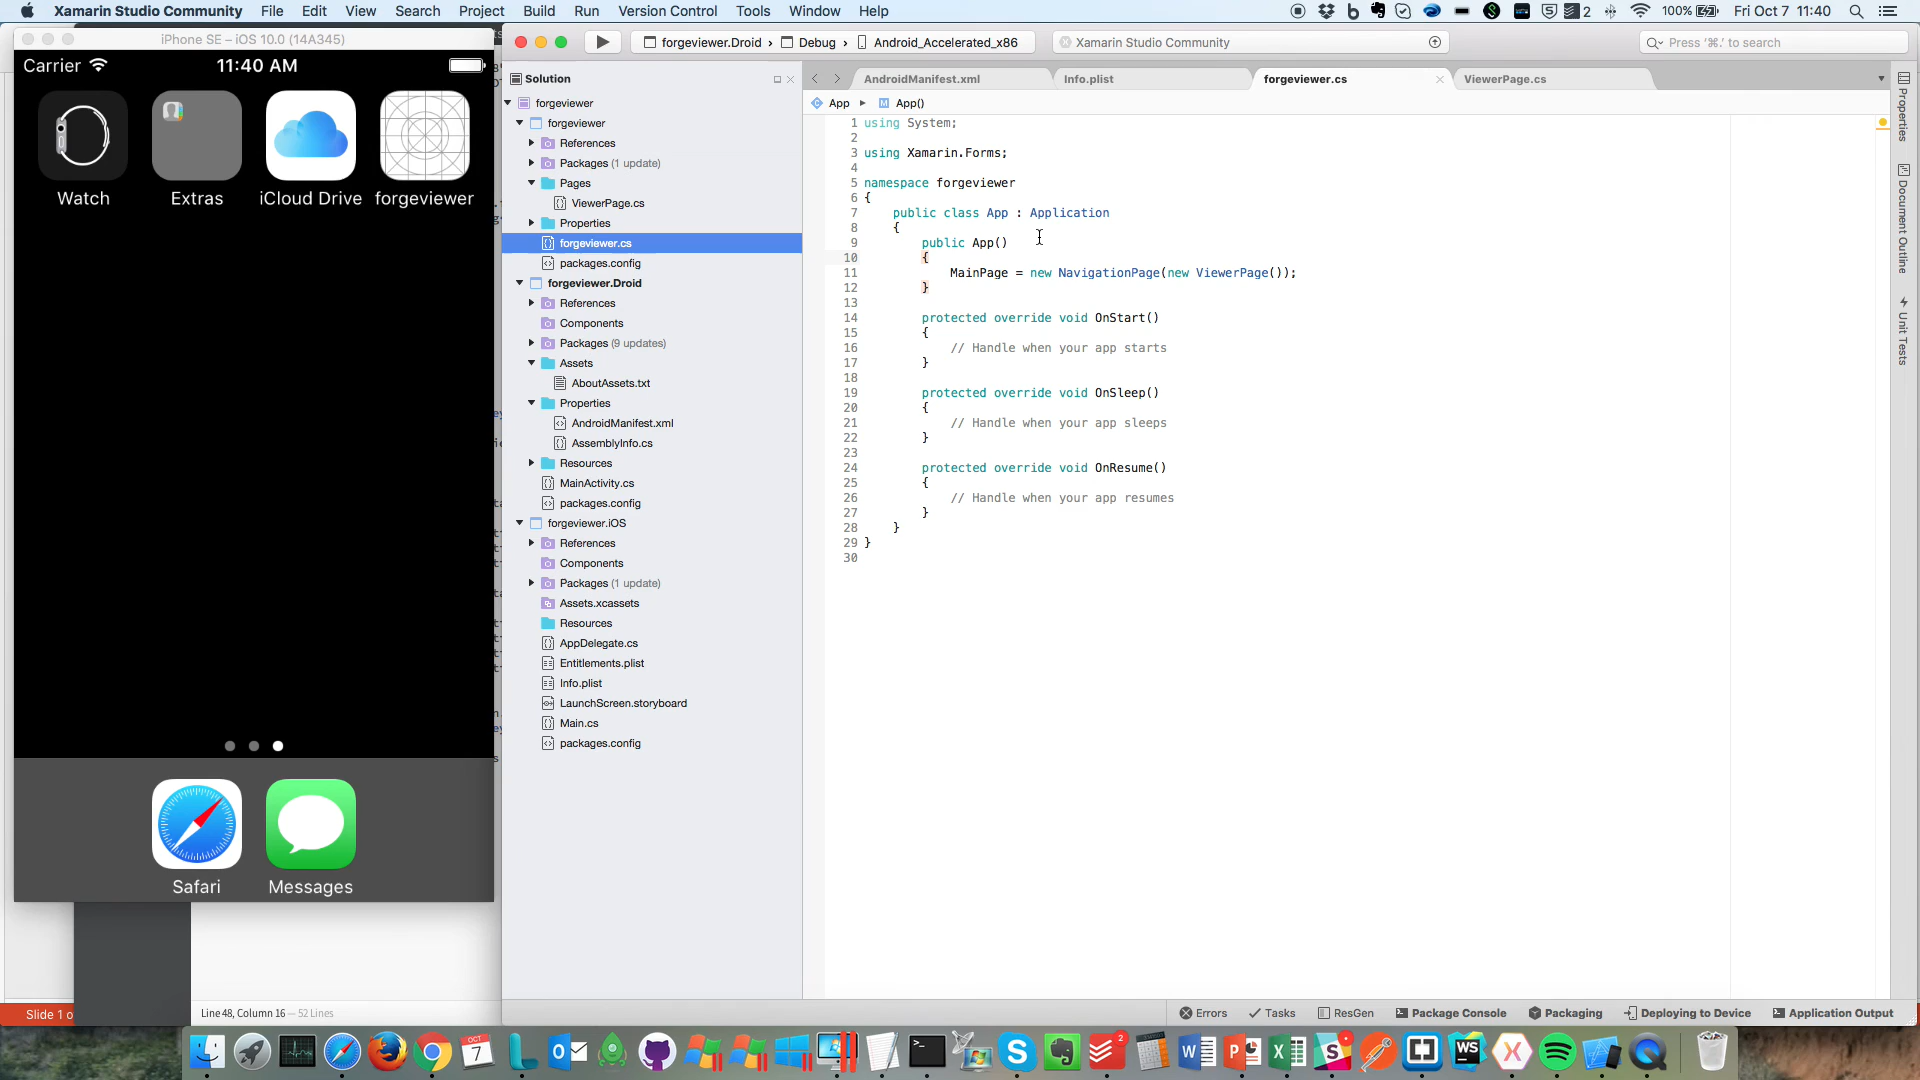 Xamarin Studio Community File Edit View Search Project Build Run Version Control Tools Window Help
2 100% Fri Oct 7 11:40
iPhone SE – iOS 10.0 (14A345)
Carrier 11:40 AM
Watch Extras iCloud Drive forgeviewer
Safari Messages
Slide 1 o
Line 48, Column 16 — 52 Lines
forgeviewer.Droid › Debug › Android_Accelerated_x86
Xamarin Studio Community
Press '⌘.' to search
Solution
forgeviewer
forgeviewer
References
Packages (1 update)
Pages
ViewerPage.cs
Properties
forgeviewer.cs
packages.config
forgeviewer.Droid
References
Components
Packages (9 updates)
Assets
AboutAssets.txt
Properties
AndroidManifest.xml
AssemblyInfo.cs
Resources
MainActivity.cs
packages.config
forgeviewer.iOS
References
Components
Packages (1 update)
Assets.xcassets
Resources
AppDelegate.cs
Entitlements.plist
Info.plist
LaunchScreen.storyboard
Main.cs
packages.config
AndroidManifest.xml Info.plist forgeviewer.cs ViewerPage.cs
App App()
1 using System;
2
3 using Xamarin.Forms;
4
5 namespace forgeviewer
6 {
7 public class App : Application
8 {
9 public App()
10 {
11 MainPage = new NavigationPage(new ViewerPage());
12 }
13
14 protected override void OnStart()
15 {
16 // Handle when your app starts
17 }
18
19 protected override void OnSleep()
20 {
21 // Handle when your app sleeps
22 }
23
24 protected override void OnResume()
25 {
26 // Handle when your app resumes
27 }
28 }
29 }
30
Properties
Document Outline
Unit Tests
Errors Tasks ResGen Package Console Packaging Deploying to Device Application Output